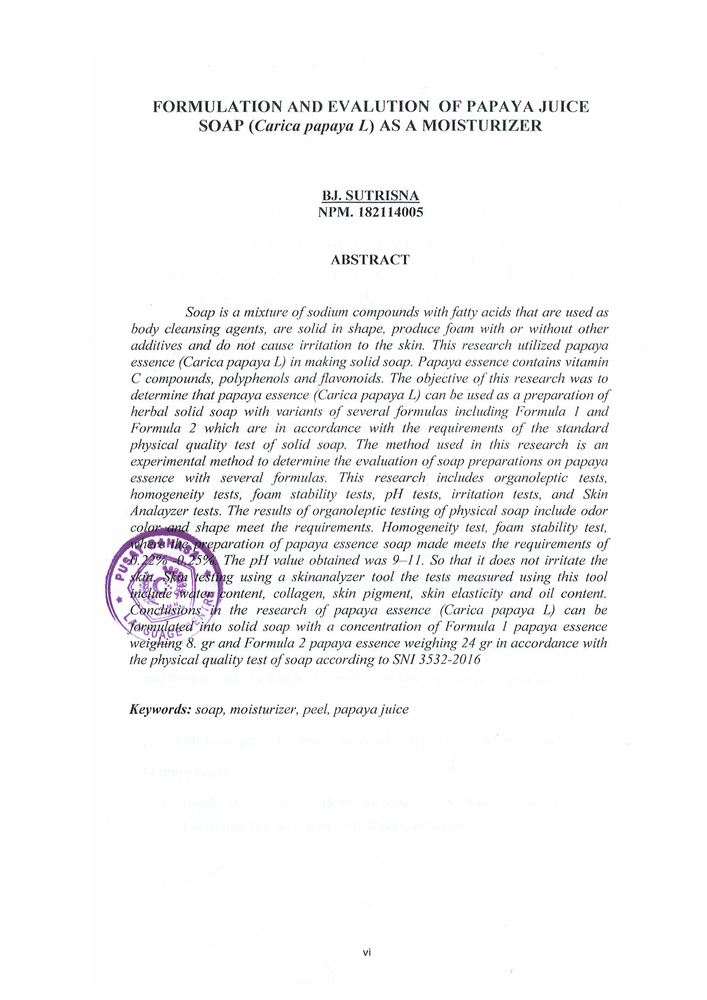 FORMULATION AND EVALUTION OF PAPAYA JUICE
SOAP (Carica papaya L) AS A MOISTURIZER
BJ. SUTRISNA
NPM. 182114005
ABSTRACT
Soap is a mixture of sodium compounds with fatty acids that are used as
body cleansing agents, are solid in shape, produce foam with or without other
additives and do not cause irritation to the skin. This research utilized papaya
essence (Carica papaya L) in making solid soap. Papaya essence contains vitamin
C compounds, polyphenols and flavonoids. The objective of this research was to
determine that papaya essence (Carica papaya L) can be used as a preparation of
herbal solid soap with variants of several formulas including Formula 1 and
Formula 2 which are in accordance with the requirements of the standard
physical quality test of solid soap. The method used in this research is an
experimental method to determine the evaluation of soap preparations on papaya
essence with several formulas. This research includes organoleptic tests,
homogeneity tests, foam stability tests, pH tests, irritation tests, and Skin
Analayzer tests. The results of organoleptic testing of physical soap include odor
color and shape meet the requirements. Homogeneity test, foam stability test,
where the preparation of papaya essence soap made meets the requirements of
0.22% -0.25%. The pH value obtained was 9–11. So that it does not irritate the
skin. Skin testing using a skinanalyzer tool the tests measured using this tool
include water content, collagen, skin pigment, skin elasticity and oil content.
Conclusions in the research of papaya essence (Carica papaya L) can be
formulated into solid soap with a concentration of Formula 1 papaya essence
weighing 8. gr and Formula 2 papaya essence weighing 24 gr in accordance with
the physical quality test of soap according to SNI 3532-2016
PUSAT BAHASA
LANGUAGE CENTRE
Keywords: soap, moisturizer, peel, papaya juice
vi